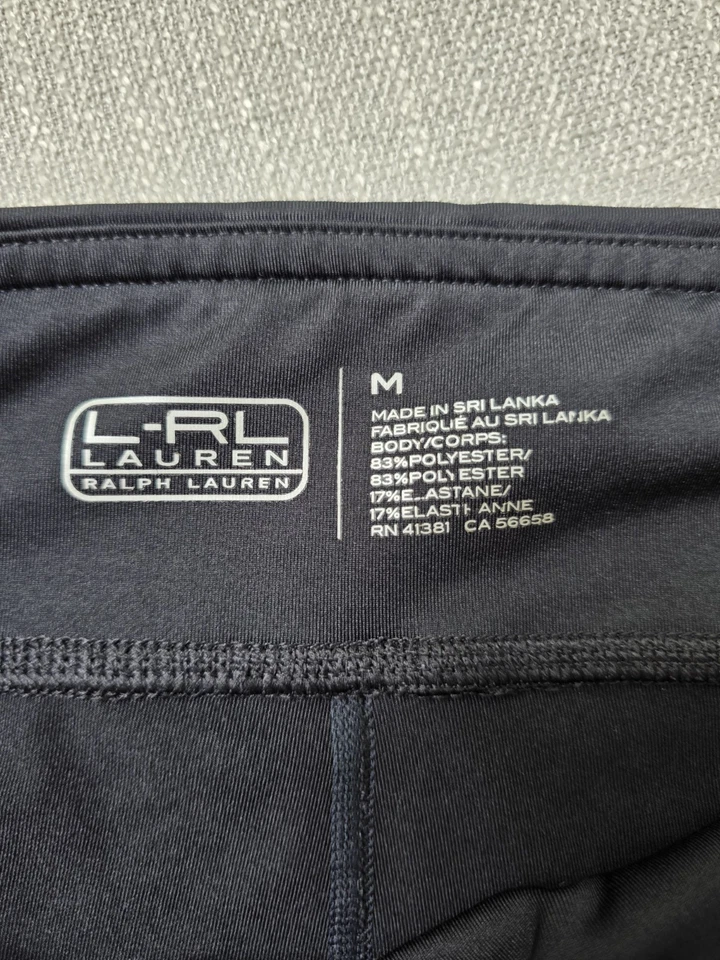 L-RL
LAUREN
RALPH LAUREN
M
MADE IN SRI LANKA
FABRIQUÉ AU SRI LANKA
BODY/CORPS:
83%POLYESTER/
83%POLYESTER
17%ELASTANE/
17%ELASTHANNE
RN 41381 CA 56658